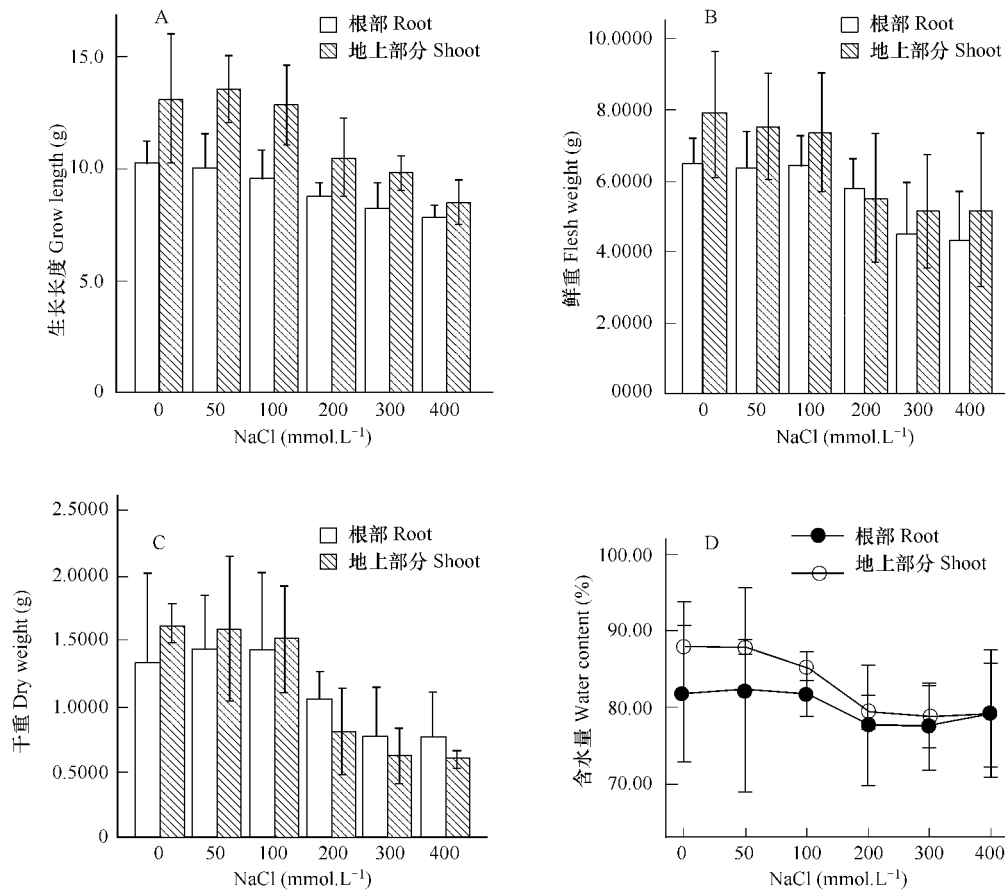 A
根部 Root
地上部分 Shoot
15.0
10.0
5.0
0
生长长度 Grow length (g)
0 50 100 200 300 400
NaCl (mmol.L⁻¹)
B
根部 Root
地上部分 Shoot
10.0000
8.0000
6.0000
4.0000
2.0000
0000
鲜重 Flesh weight (g)
0 50 100 200 300 400
NaCl (mmol.L⁻¹)
C
根部 Root
地上部分 Shoot
2.5000
2.0000
1.5000
1.0000
0.5000
0
干重 Dry weight (g)
0 50 100 200 300 400
NaCl (mmol.L⁻¹)
D
根部 Root
地上部分 Shoot
100.00
90.00
80.00
70.00
含水量 Water content (%)
0 50 100 200 300 400
NaCl (mmol.L⁻¹)